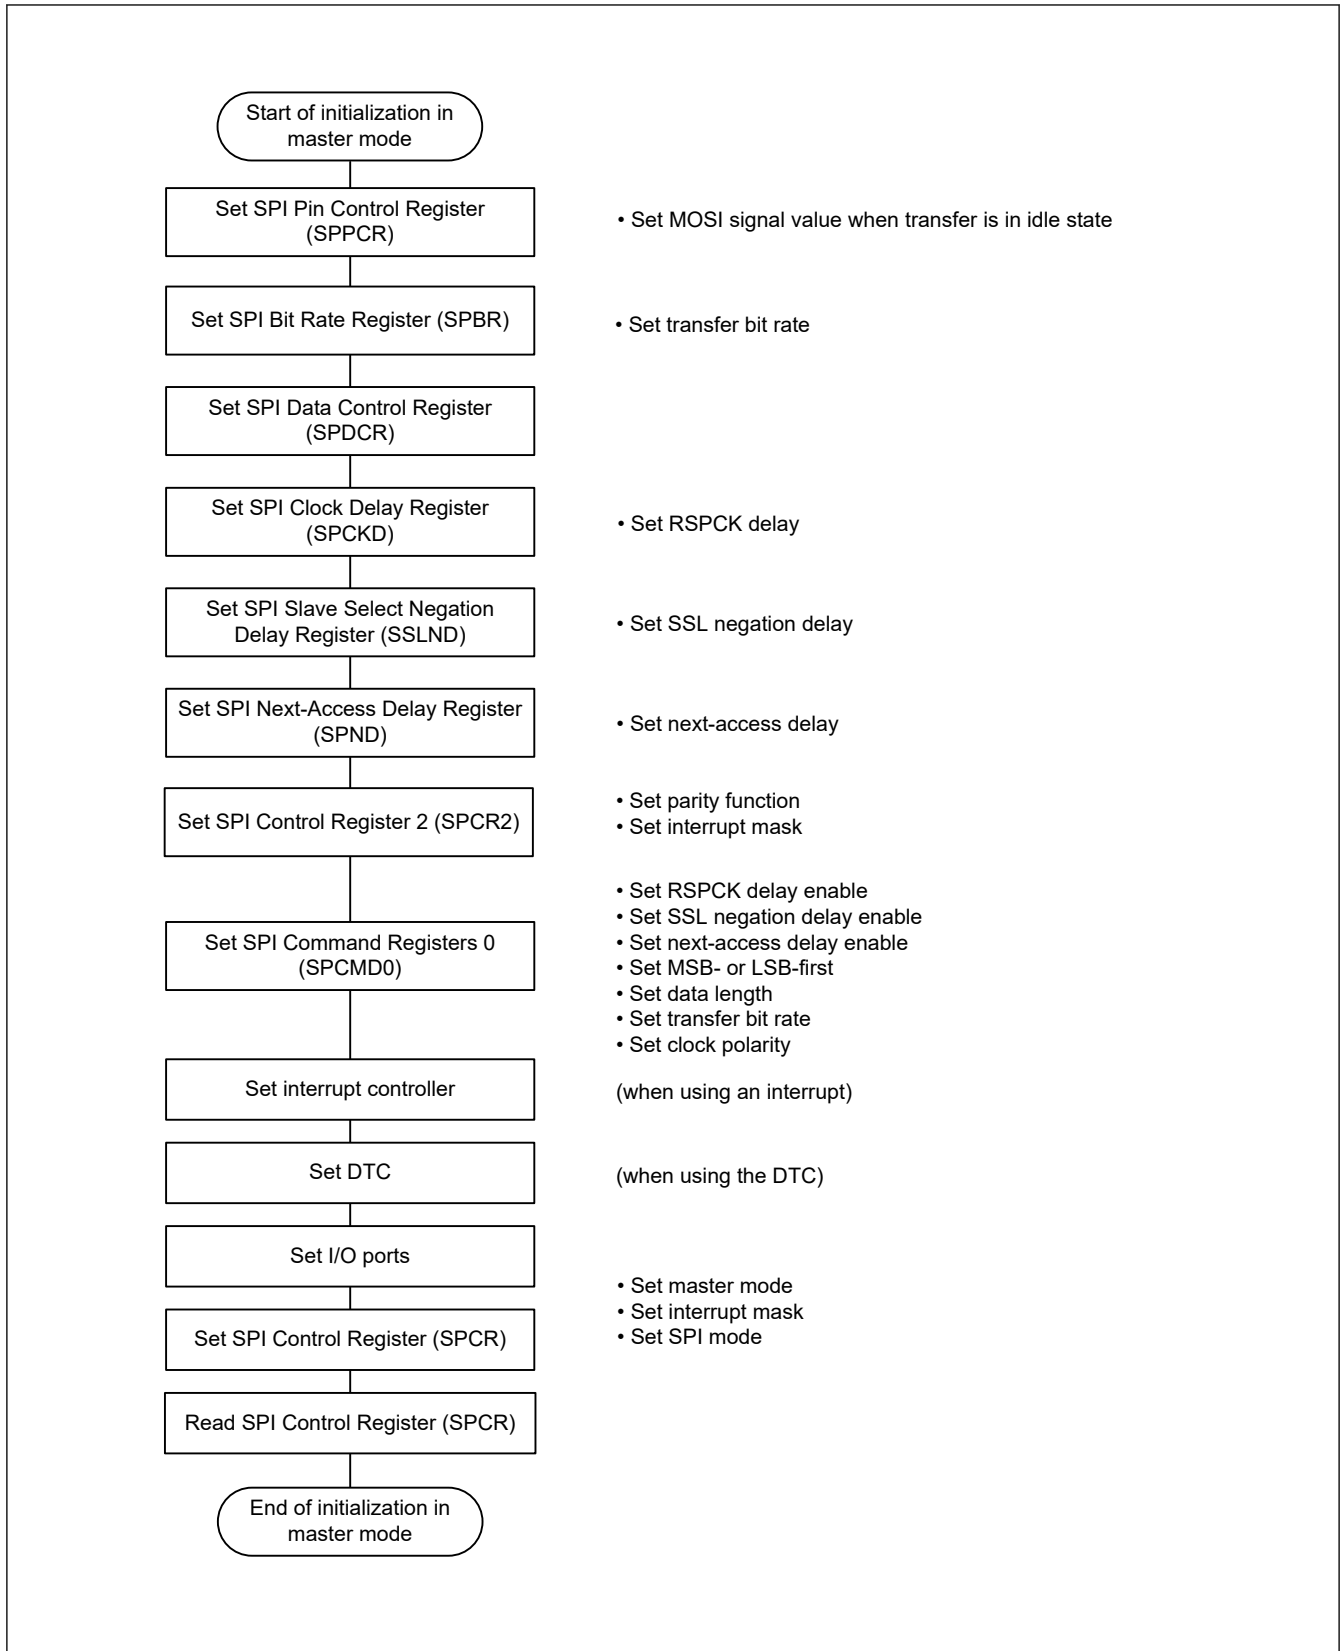 Start of initialization in
master mode
Set SPI Pin Control Register
(SPPCR)
• Set MOSI signal value when transfer is in idle state
Set SPI Bit Rate Register (SPBR)
• Set transfer bit rate
Set SPI Data Control Register
(SPDCR)
Set SPI Clock Delay Register
(SPCKD)
• Set RSPCK delay
Set SPI Slave Select Negation
Delay Register (SSLND)
• Set SSL negation delay
Set SPI Next-Access Delay Register
(SPND)
• Set next-access delay
Set SPI Control Register 2 (SPCR2)
• Set parity function
• Set interrupt mask
Set SPI Command Registers 0
(SPCMD0)
• Set RSPCK delay enable
• Set SSL negation delay enable
• Set next-access delay enable
• Set MSB- or LSB-first
• Set data length
• Set transfer bit rate
• Set clock polarity
Set interrupt controller
(when using an interrupt)
Set DTC
(when using the DTC)
Set I/O ports
Set SPI Control Register (SPCR)
• Set master mode
• Set interrupt mask
• Set SPI mode
Read SPI Control Register (SPCR)
End of initialization in
master mode